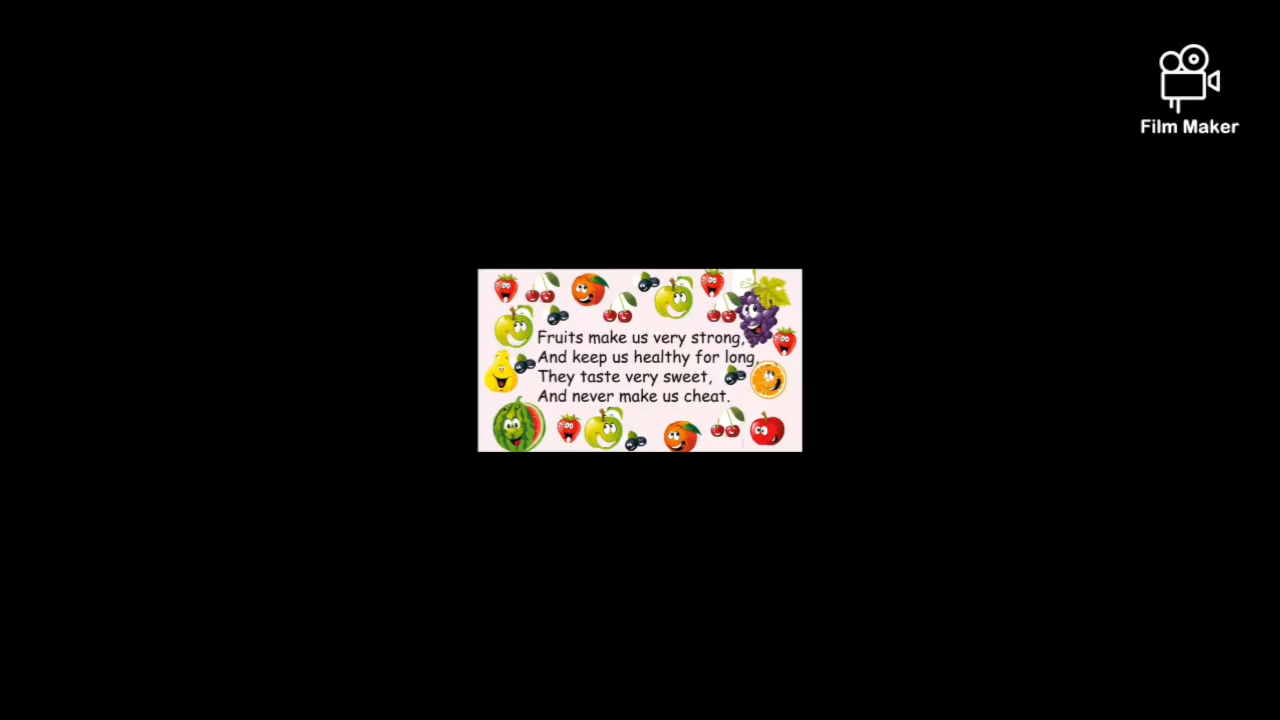 Film Maker
Fruits make us very strong,
And keep us healthy for long,
They taste very sweet,
And never make us cheat.